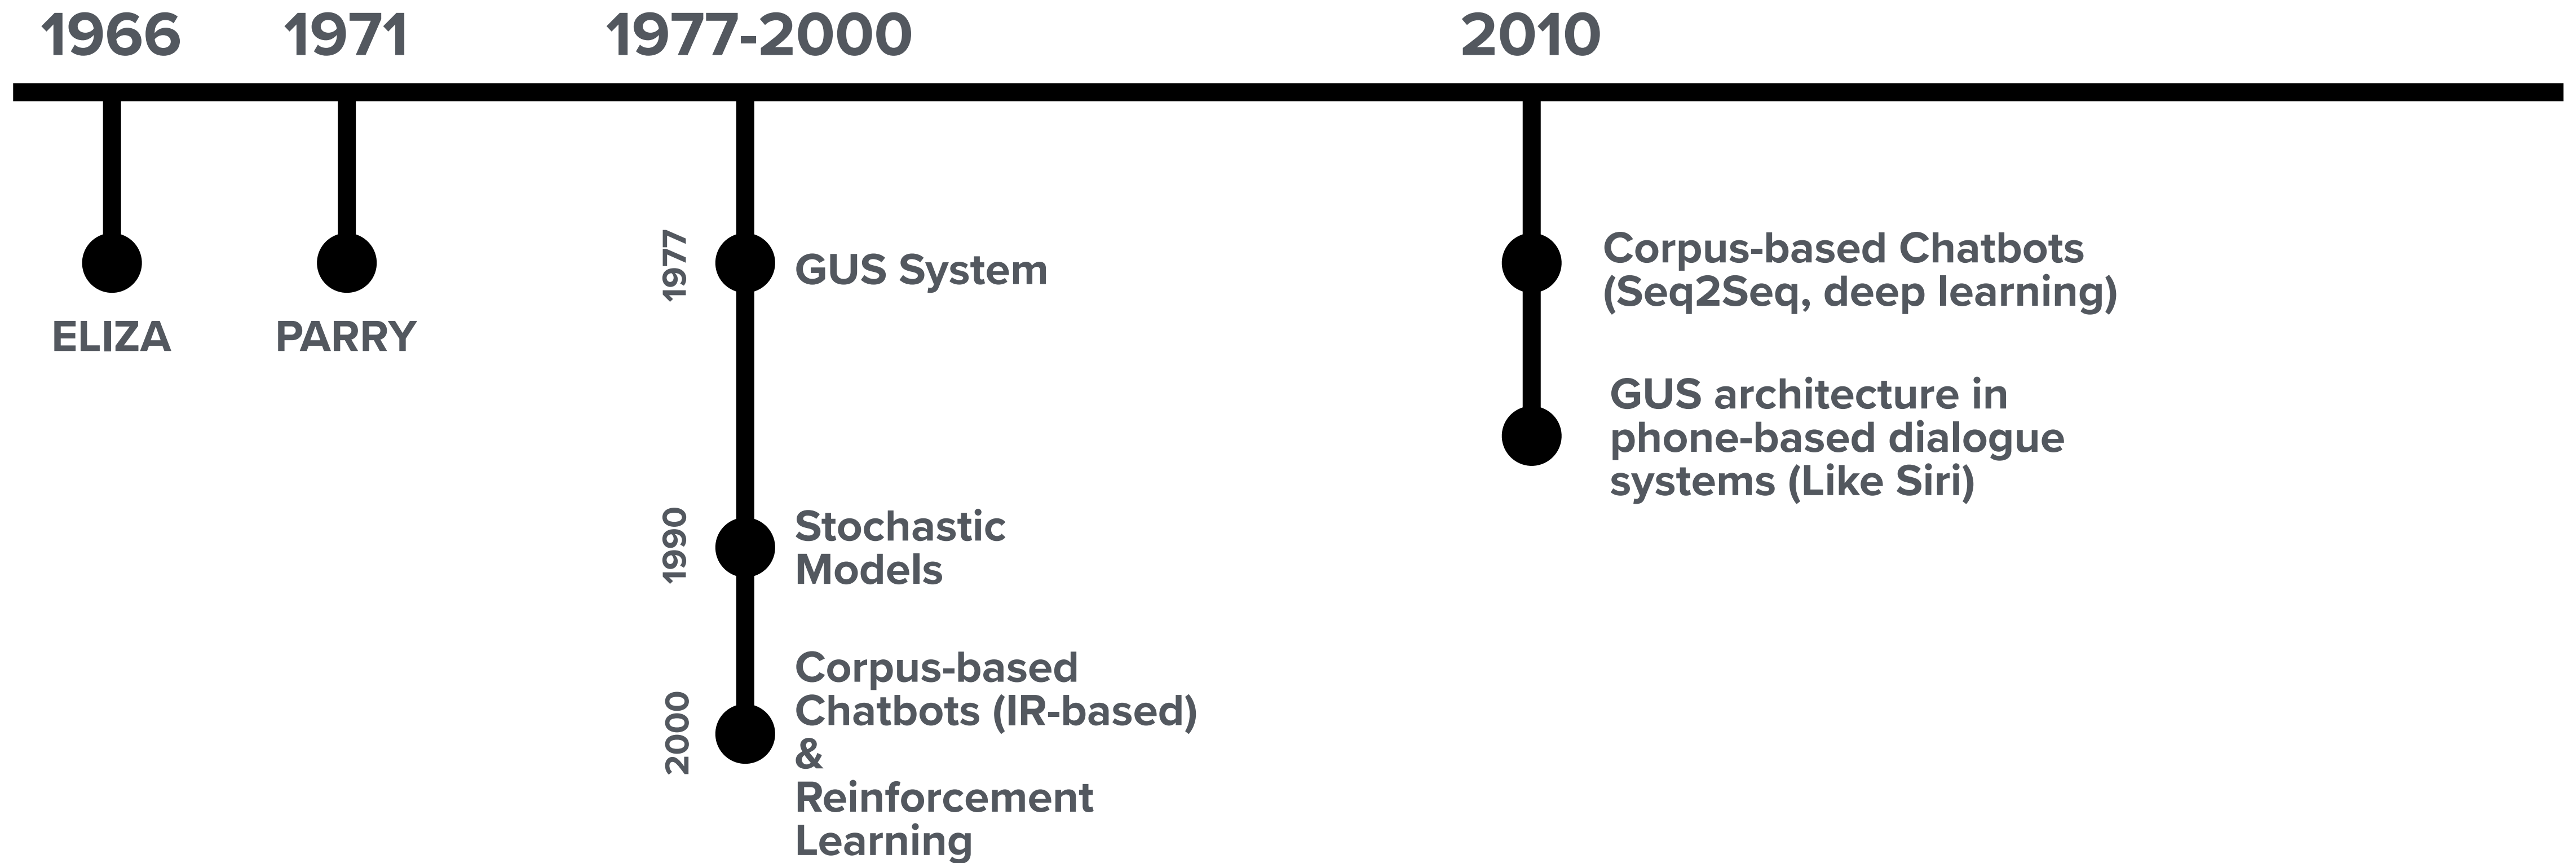 1966
1971
1977-2000
2010
ELIZA
PARRY
1977
GUS System
1990
Stochastic
Models
2000
Corpus-based
Chatbots (IR-based)
&
Reinforcement
Learning
Corpus-based Chatbots
(Seq2Seq, deep learning)
GUS architecture in
phone-based dialogue
systems (Like Siri)